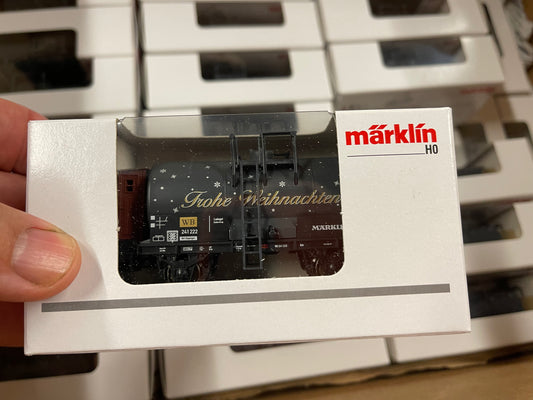 märklin
H0
Frohe Weihnachten
WB
241 222
MÄRKLI